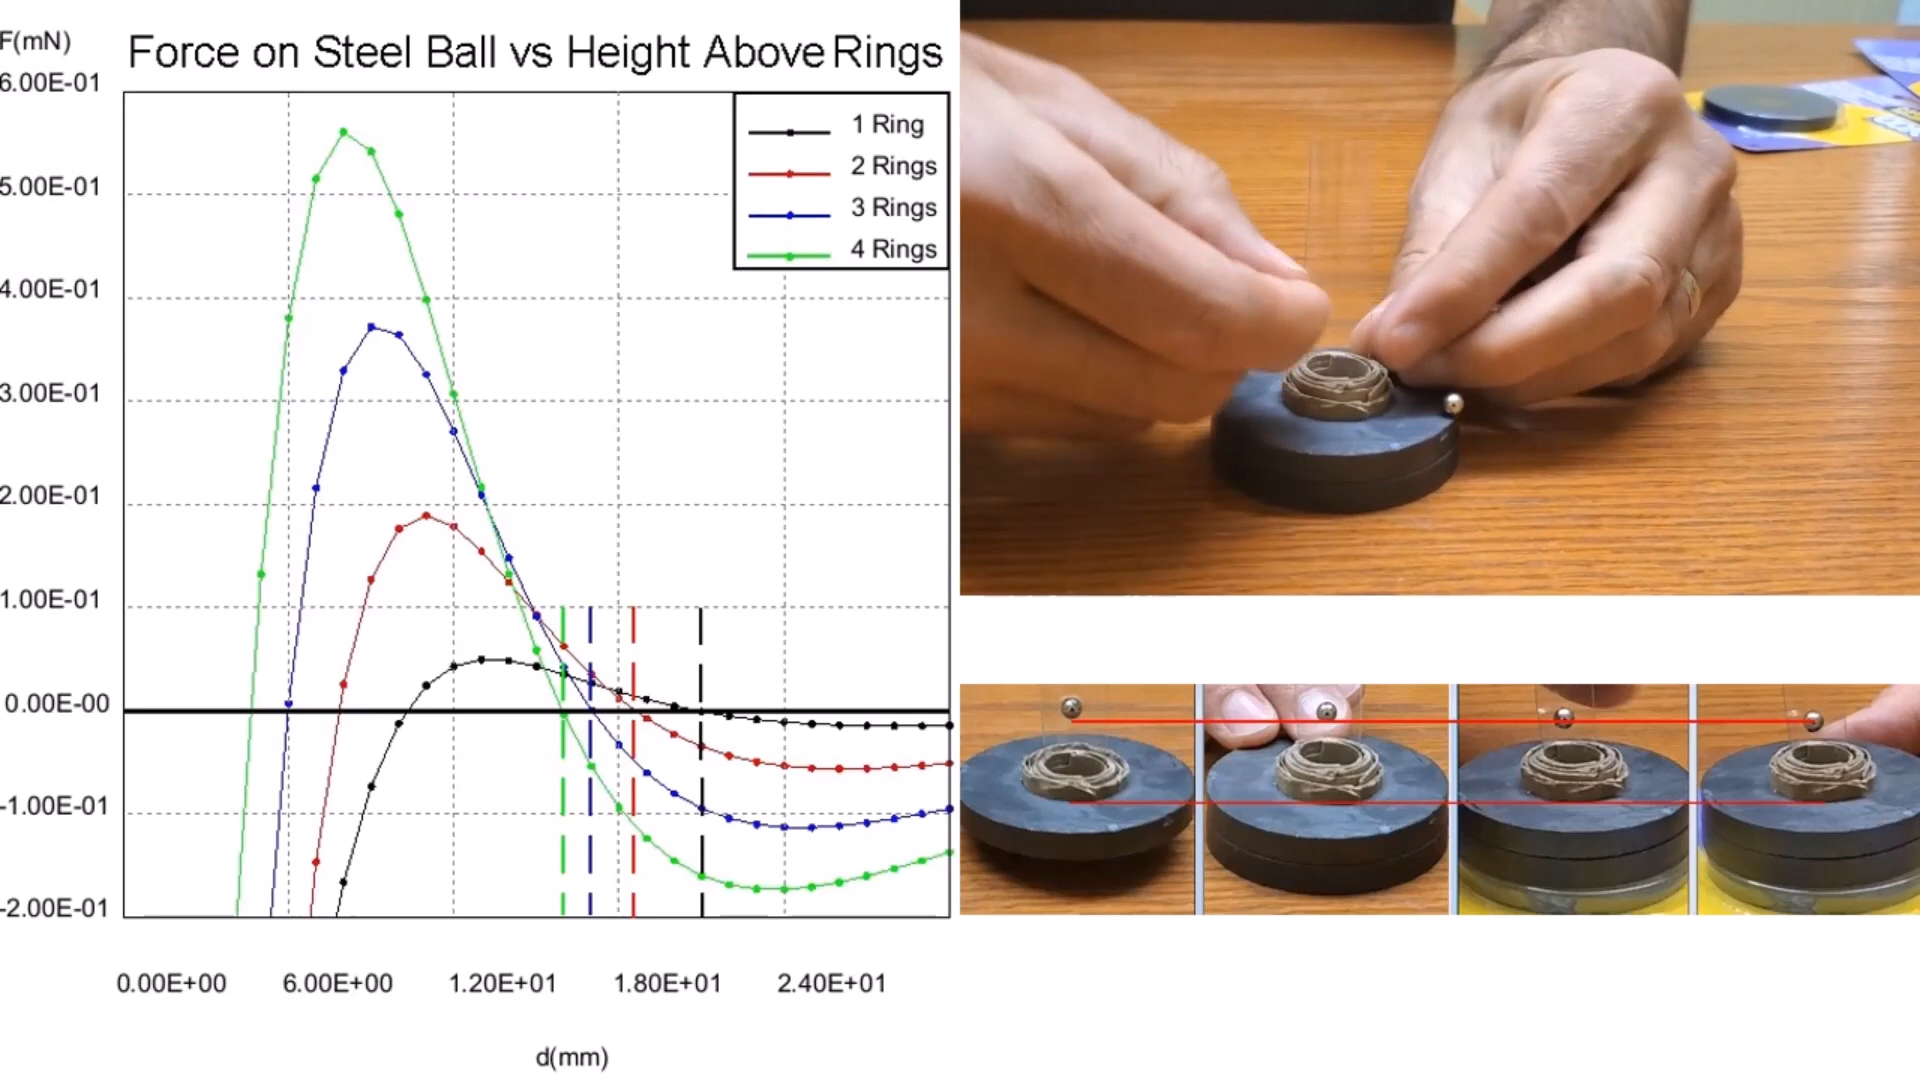 F(mN)
Force on Steel Ball vs Height Above Rings
6.00E-01
5.00E-01
4.00E-01
3.00E-01
2.00E-01
1.00E-01
0.00E-00
-1.00E-01
-2.00E-01
1 Ring
2 Rings
3 Rings
4 Rings
0.00E+00 6.00E+00 1.20E+01 1.80E+01 2.40E+01
d(mm)